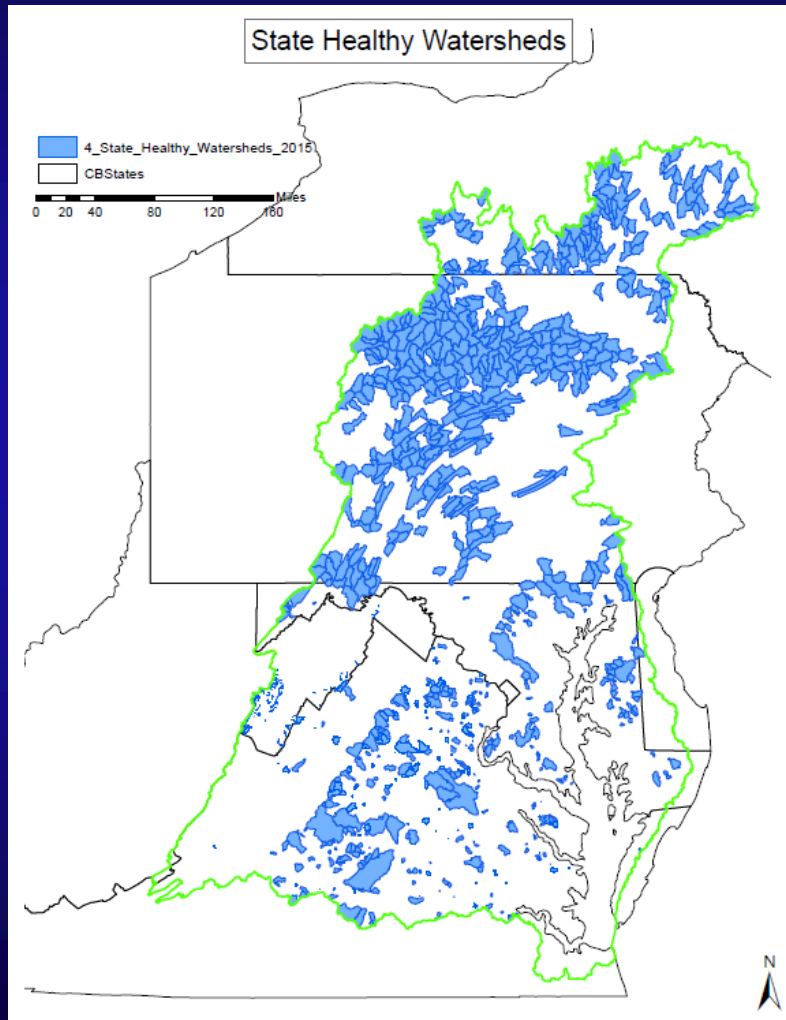 State Healthy Watersheds
4_State_Healthy_Watersheds_2015
CBStates
Miles
0 20 40 80 120 160
N